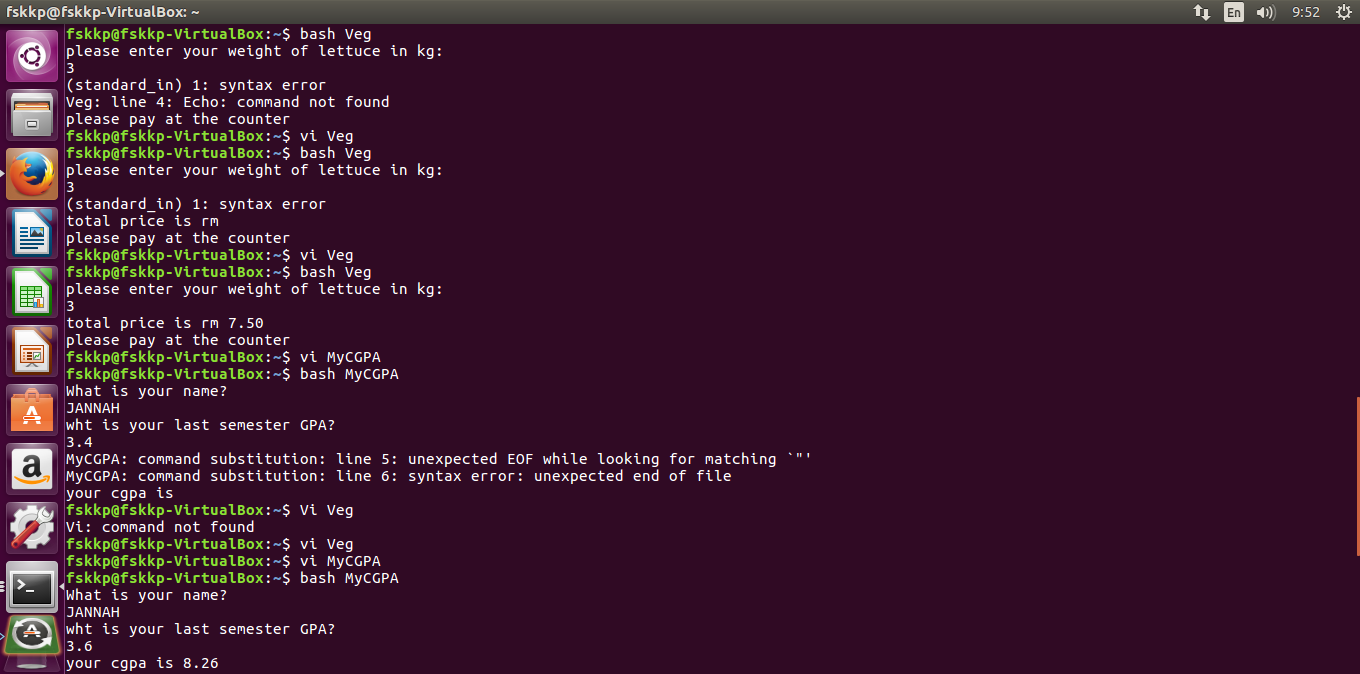 fskkp@fskkp-VirtualBox: ~
En
9:52
fskkp@fskkp-VirtualBox:~$ bash Veg
please enter your weight of lettuce in kg:
3
(standard_in) 1: syntax error
Veg: line 4: Echo: command not found
please pay at the counter
fskkp@fskkp-VirtualBox:~$ vi Veg
fskkp@fskkp-VirtualBox:~$ bash Veg
please enter your weight of lettuce in kg:
3
(standard_in) 1: syntax error
total price is rm
please pay at the counter
fskkp@fskkp-VirtualBox:~$ vi Veg
fskkp@fskkp-VirtualBox:~$ bash Veg
please enter your weight of lettuce in kg:
3
total price is rm 7.50
please pay at the counter
fskkp@fskkp-VirtualBox:~$ vi MyCGPA
fskkp@fskkp-VirtualBox:~$ bash MyCGPA
What is your name?
JANNAH
wht is your last semester GPA?
3.4
MyCGPA: command substitution: line 5: unexpected EOF while looking for matching `"'
MyCGPA: command substitution: line 6: syntax error: unexpected end of file
your cgpa is
fskkp@fskkp-VirtualBox:~$ Vi Veg
Vi: command not found
fskkp@fskkp-VirtualBox:~$ vi Veg
fskkp@fskkp-VirtualBox:~$ vi MyCGPA
fskkp@fskkp-VirtualBox:~$ bash MyCGPA
What is your name?
JANNAH
wht is your last semester GPA?
3.6
your cgpa is 8.26